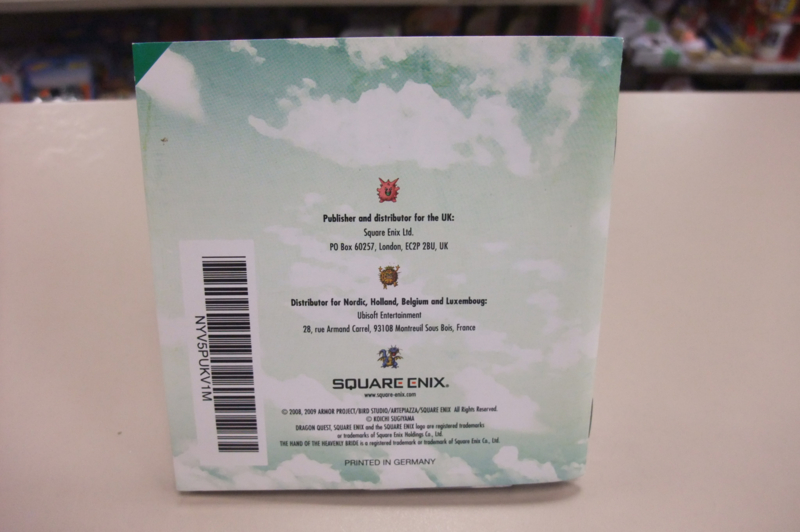 Publisher and distributor for the UK:
Square Enix Ltd.
PO Box 60257, London, EC2P 2BU, UK
Distributor for Nordic, Holland, Belgium and Luxemboug:
Ubisoft Entertainment
28, rue Armand Carrel, 93108 Montreuil Sous Bois, France
NYV5PUKV1M
SQUARE ENIX.
www.square-enix.com
© 2008, 2009 ARMOR PROJECT/BIRD STUDIO/ARTEPIAZZA/SQUARE ENIX All Rights Reserved.
© KOICHI SUGIYAMA
DRAGON QUEST, SQUARE ENIX and the SQUARE ENIX logo are registered trademarks
or trademarks of Square Enix Holdings Co., Ltd.
THE HAND OF THE HEAVENLY BRIDE is a registered trademark or trademark of Square Enix Co., Ltd.
PRINTED IN GERMANY